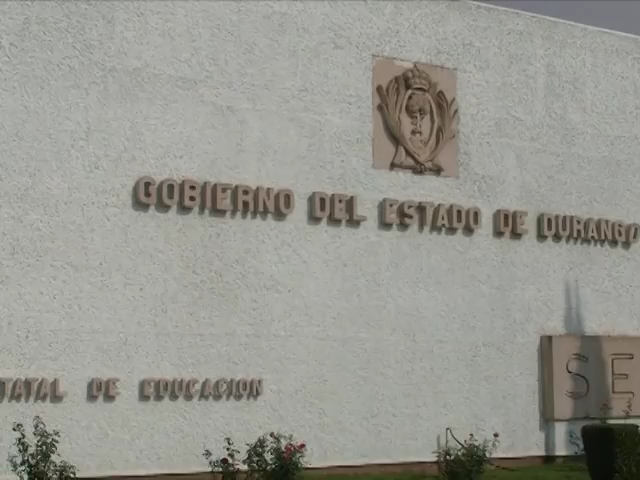 GOBIERNO DEL ESTADO DE DURANGO
TATAL DE EDUCACION
SE